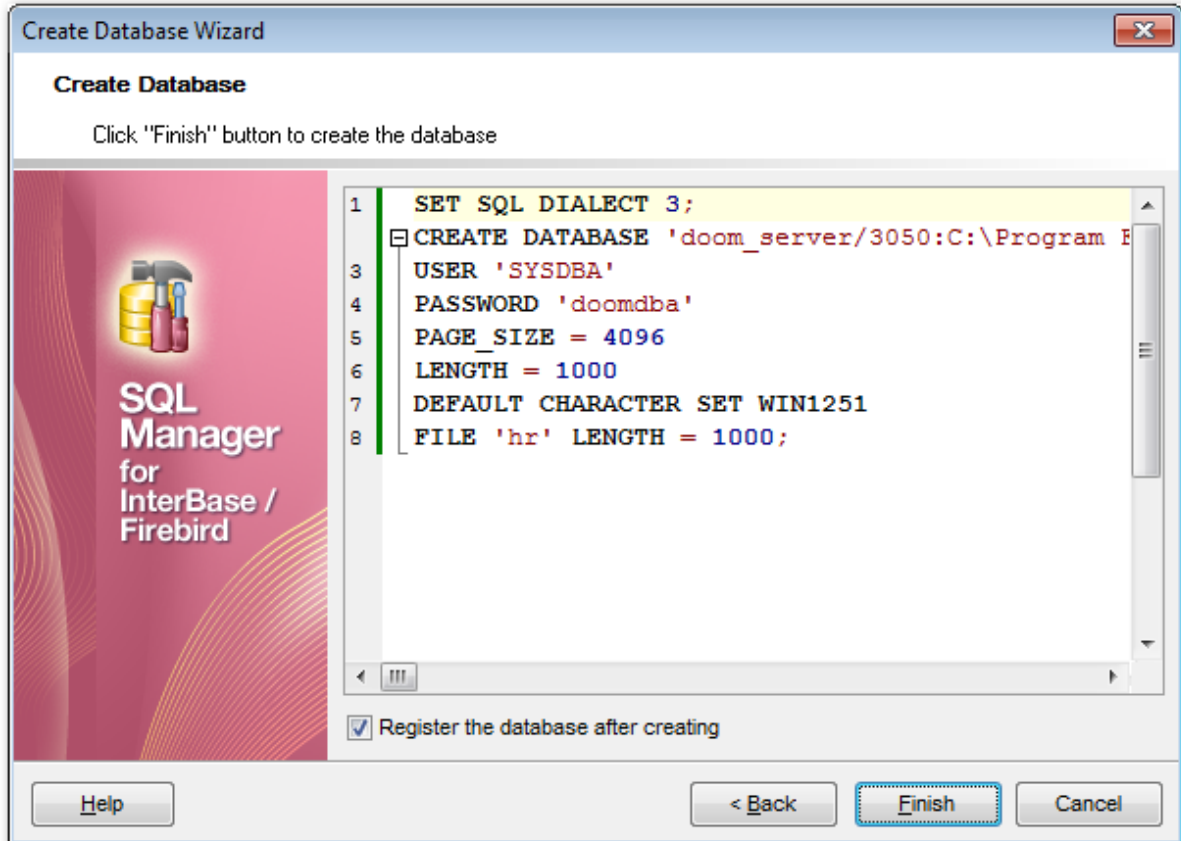 Create Database Wizard
Create Database
Click "Finish" button to create the database
1 SET SQL DIALECT 3;
CREATE DATABASE 'doom_server/3050:C:\Program
3 USER 'SYSDBA'
4 PASSWORD 'doomdba'
5 PAGE_SIZE = 4096
6 LENGTH = 1000
7 DEFAULT CHARACTER SET WIN1251
8 FILE 'hr' LENGTH = 1000;
SQL
Manager
for
InterBase /
Firebird
Register the database after creating
Help
< Back
Finish
Cancel